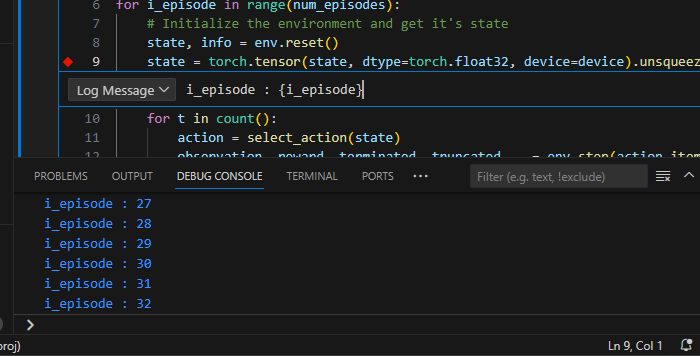 6 for i_episode in range(num_episodes):
7 # Initialize the environment and get it's state
8 state, info = env.reset()
9 state = torch.tensor(state, dtype=torch.float32, device=device).unsqueez
Log Message i_episode : {i_episode}
10 for t in count():
11 action = select_action(state)
12 observation, reward, terminated, truncated, _ = env.step(action.item
PROBLEMS OUTPUT DEBUG CONSOLE TERMINAL PORTS ··· Filter (e.g. text, !exclude)
i_episode : 27
i_episode : 28
i_episode : 29
i_episode : 30
i_episode : 31
i_episode : 32
>
proj) Ln 9, Col 1